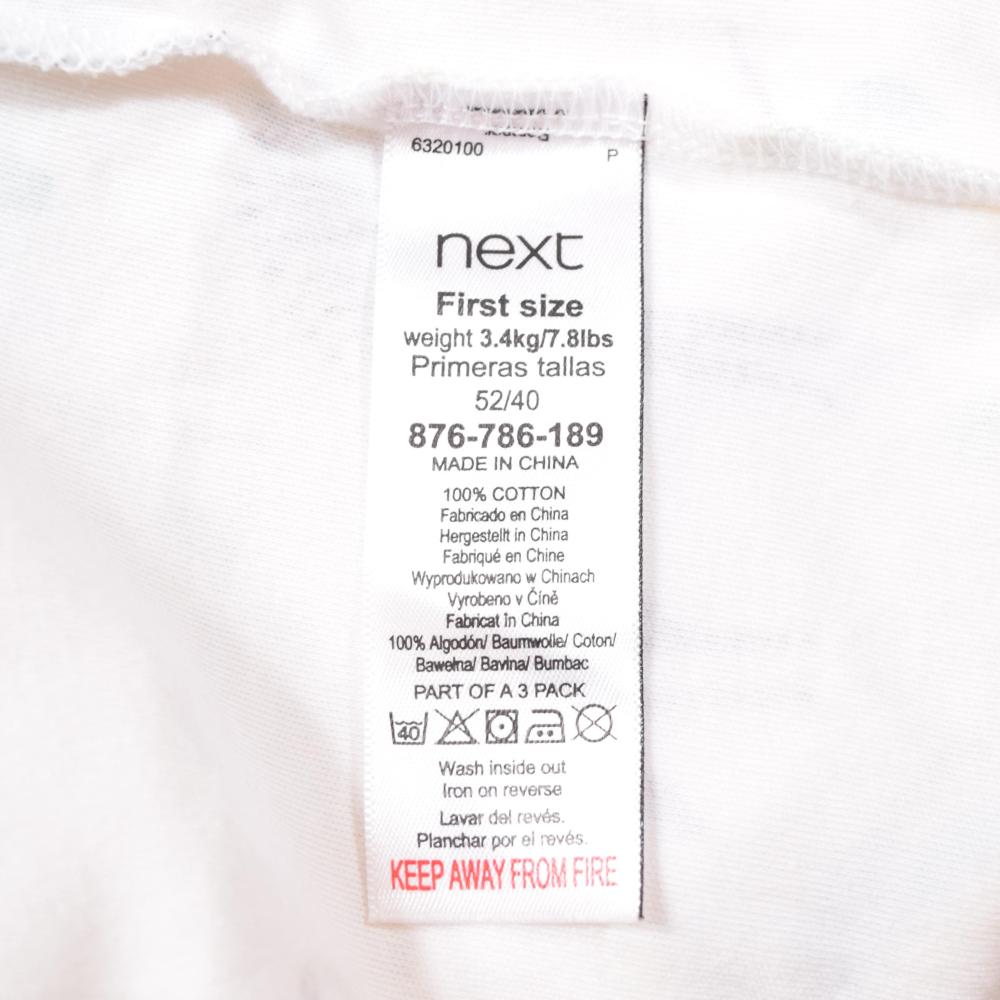 6320100 P
next
First size
weight 3.4kg/7.8lbs
Primeras tallas
52/40
876-786-189
MADE IN CHINA
100% COTTON
Fabricado en China
Hergestellt in China
Fabriqué en Chine
Wyprodukowano w Chinach
Vyrobeno v Číně
Fabricat în China
100% Algodón/ Baumwolle/ Coton/
Bawełna/ Bavlna/ Bumbac
PART OF A 3 PACK
40
Wash inside out
Iron on reverse
Lavar del revés.
Planchar por el revés.
KEEP AWAY FROM FIRE